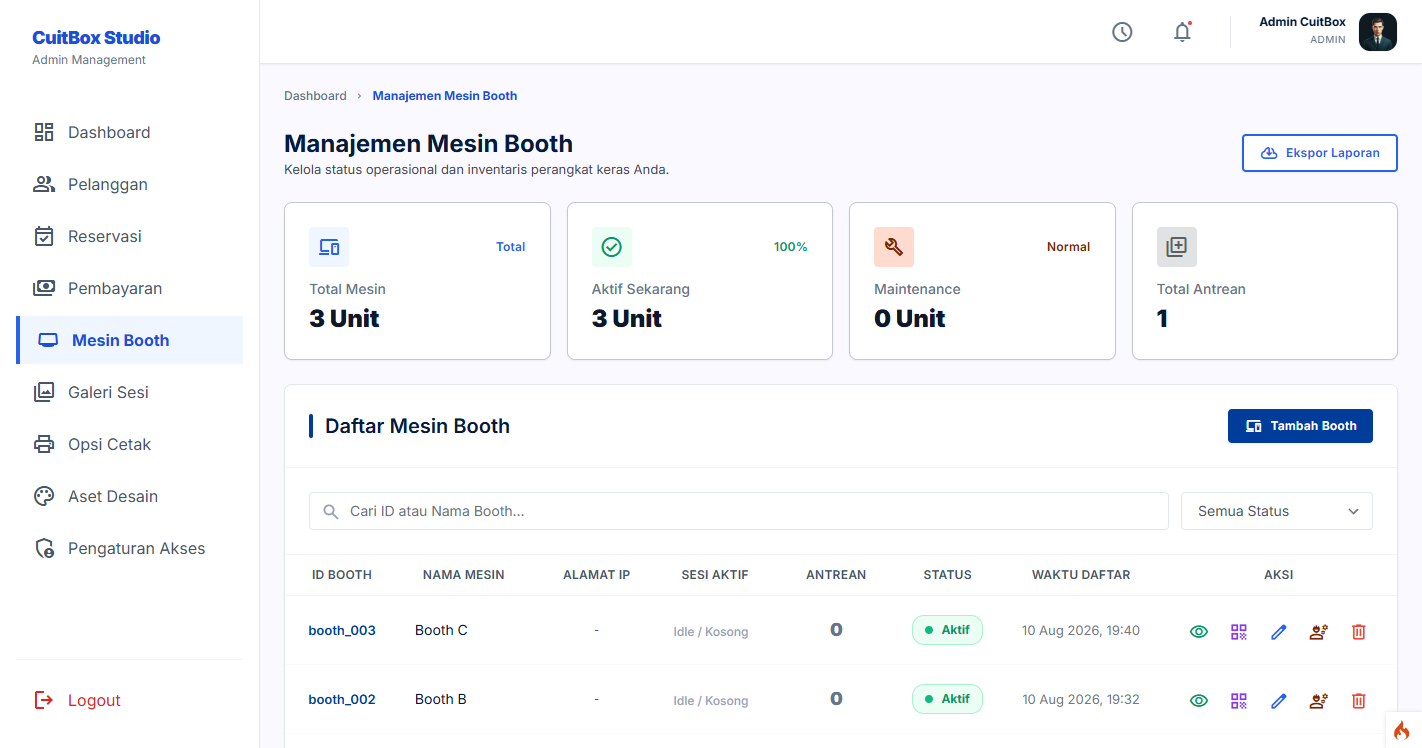 CuitBox Studio
Admin Management
Dashboard
Pelanggan
Reservasi
Pembayaran
Mesin Booth
Galeri Sesi
Opsi Cetak
Aset Desain
Pengaturan Akses
Logout
Admin CuitBox
ADMIN
Dashboard › Manajemen Mesin Booth
Manajemen Mesin Booth
Kelola status operasional dan inventaris perangkat keras Anda.
Ekspor Laporan
Total
Total Mesin
3 Unit
100%
Aktif Sekarang
3 Unit
Normal
Maintenance
0 Unit
Total Antrean
1
Daftar Mesin Booth
Tambah Booth
Cari ID atau Nama Booth...
Semua Status
ID BOOTH NAMA MESIN ALAMAT IP SESI AKTIF ANTREAN STATUS WAKTU DAFTAR AKSI
booth_003 Booth C - Idle / Kosong 0 Aktif 10 Aug 2026, 19:40
booth_002 Booth B - Idle / Kosong 0 Aktif 10 Aug 2026, 19:32